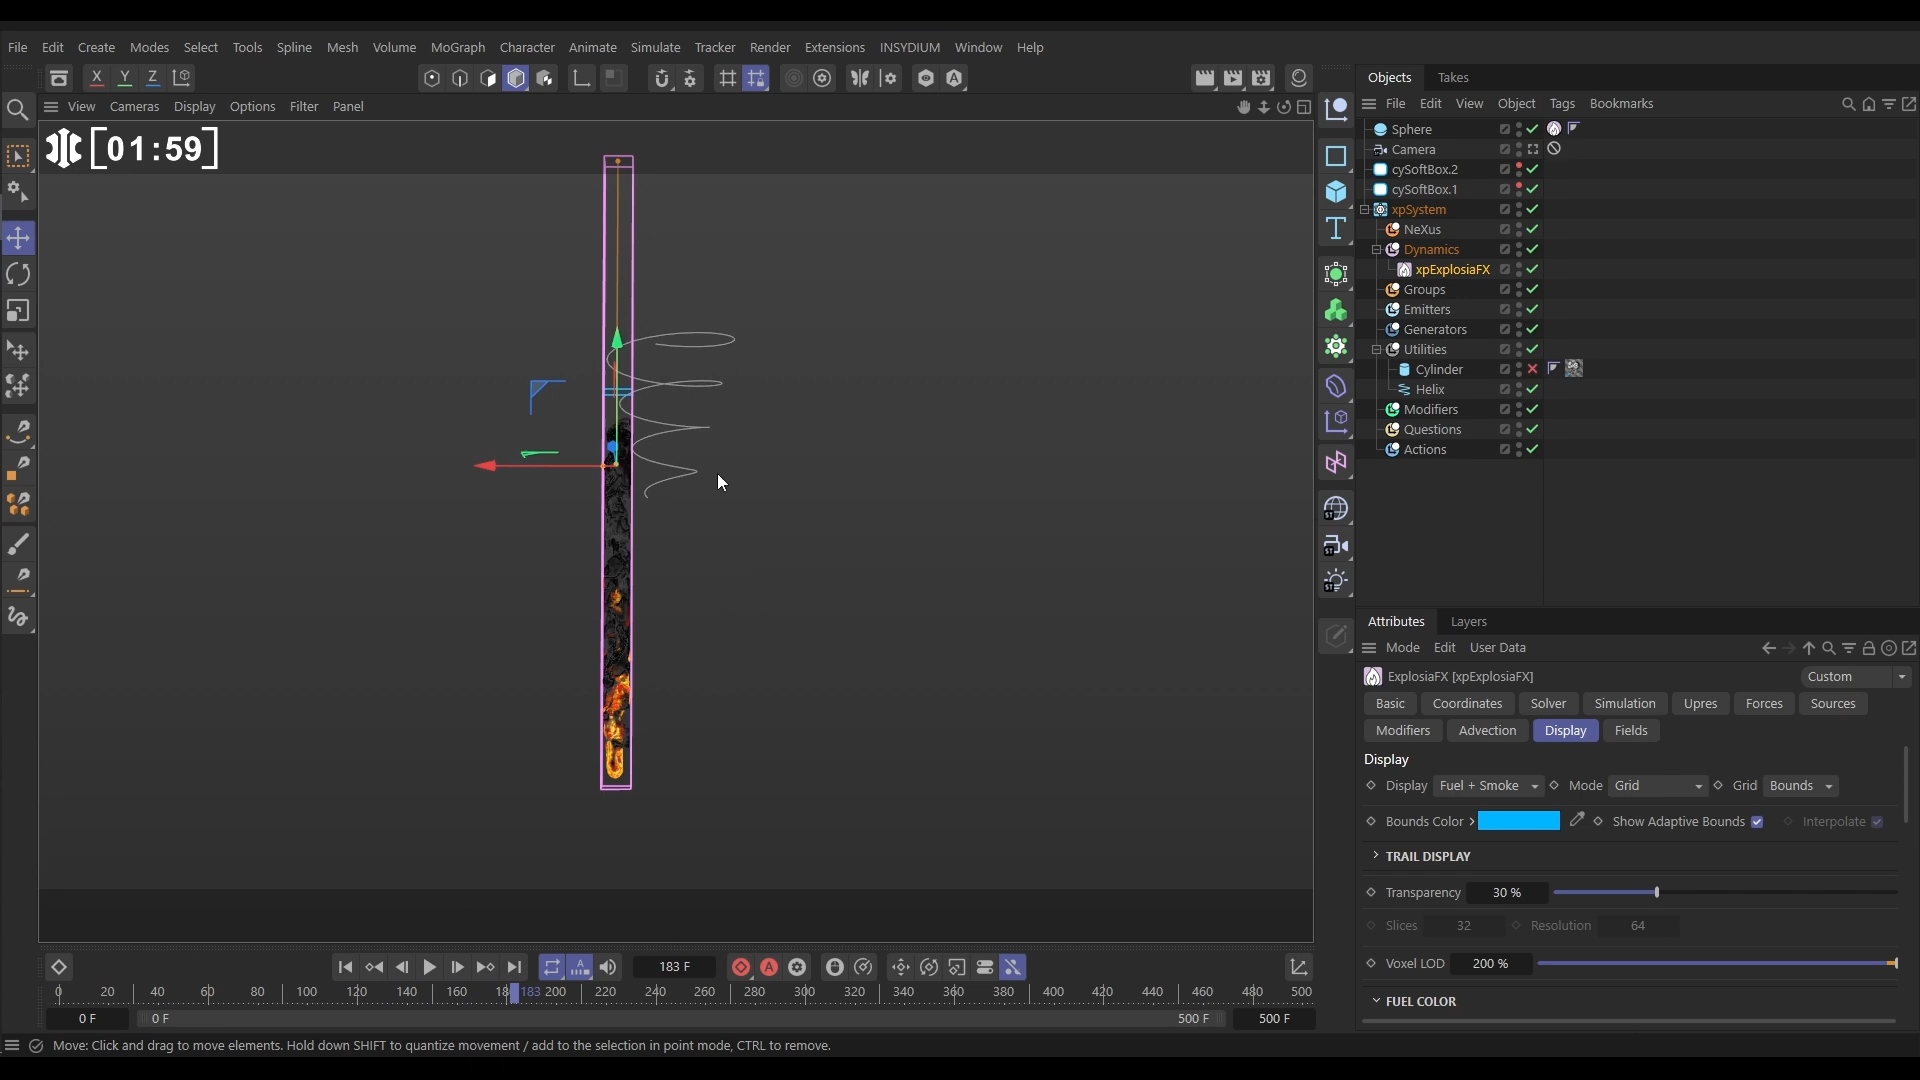 File Edit Create Modes Select Tools Spline Mesh Volume MoGraph Character Animate Simulate Tracker Render Extensions INSYDIUM Window Help
X Y Z
View Cameras Display Options Filter Panel
[01:59]
Objects Takes
File Edit View Object Tags Bookmarks
Sphere
Camera
cySoftBox.2
cySoftBox.1
xpSystem
NeXus
Dynamics
xpExplosiaFX
Groups
Emitters
Generators
Utilities
Cylinder
Helix
Modifiers
Questions
Actions
Attributes Layers
Mode Edit User Data
ExplosiaFX [xpExplosiaFX] Custom
Basic Coordinates Solver Simulation Upres Forces Sources
Modifiers Advection Display Fields
Display
Display Fuel + Smoke Mode Grid Grid Bounds
Bounds Color Show Adaptive Bounds Interpolate
TRAIL DISPLAY
Transparency 30 %
Slices 32 Resolution 64
Voxel LOD 200 %
FUEL COLOR
183 F
0 20 40 60 80 100 120 140 160 18 183 200 220 240 260 280 300 320 340 360 380 400 420 440 460 480 500
0 F 0 F 500 F 500 F
Move: Click and drag to move elements. Hold down SHIFT to quantize movement / add to the selection in point mode, CTRL to remove.